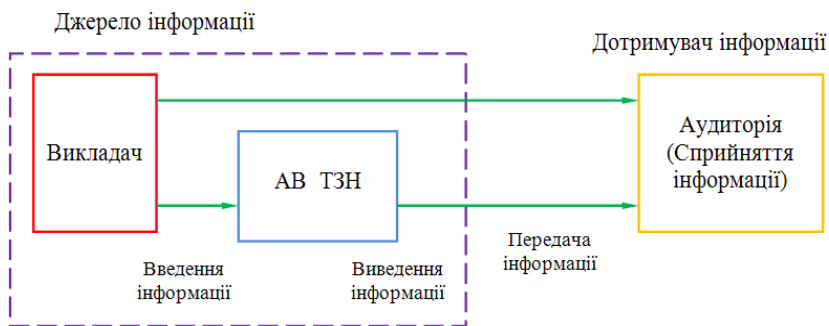 Джерело інформації
Дотримувач інформації
Викладач
АВ ТЗН
Аудиторія
(Сприйняття
інформації)
Введення
інформації
Виведення
інформації
Передача
інформації